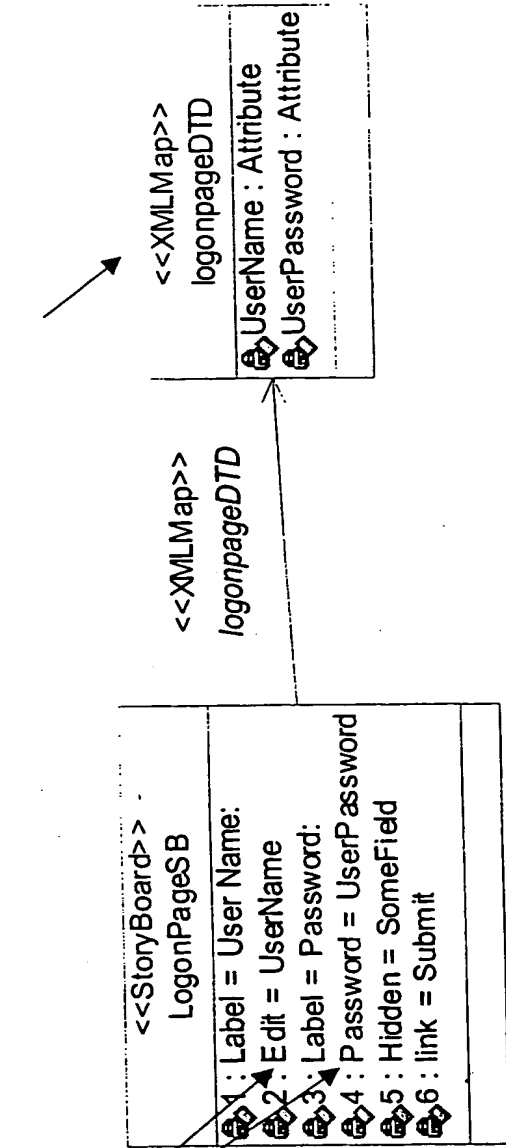 <<StoryBoard>>
LogonPageSB
1 : Label = User Name:
2 : Edit = UserName
3 : Label = Password:
4 : Password = UserPassword
5 : Hidden = SomeField
6 : link = Submit
<<XMLMap>>
logonpageDTD
<<XMLMap>>
logonpageDTD
UserName : Attribute
UserPassword : Attribute